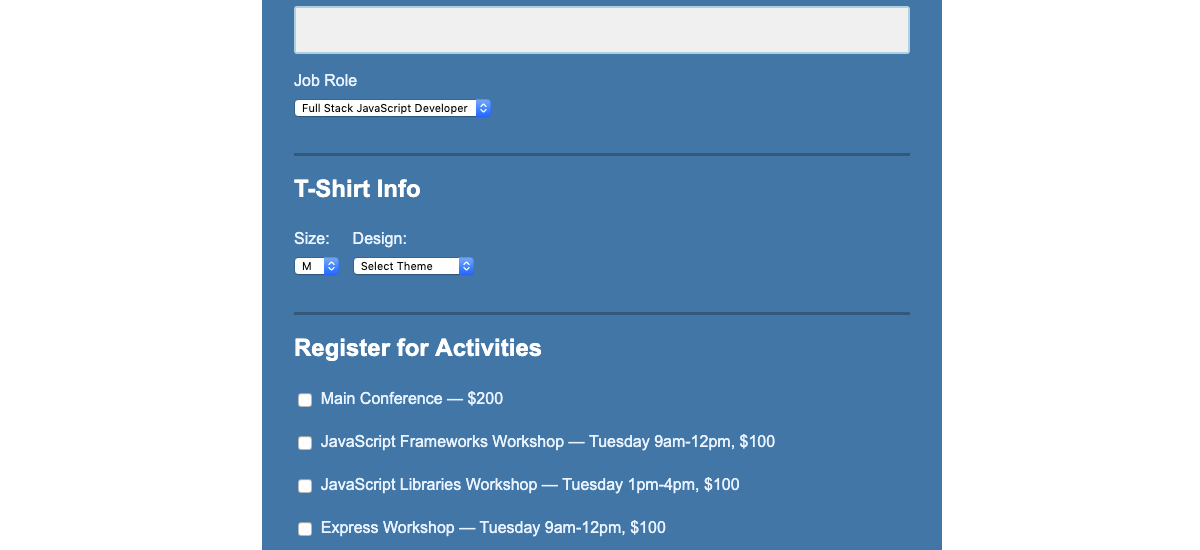 Job Role
Full Stack JavaScript Developer
T-Shirt Info
Size: Design:
M Select Theme
Register for Activities
Main Conference — $200
JavaScript Frameworks Workshop — Tuesday 9am-12pm, $100
JavaScript Libraries Workshop — Tuesday 1pm-4pm, $100
Express Workshop — Tuesday 9am-12pm, $100